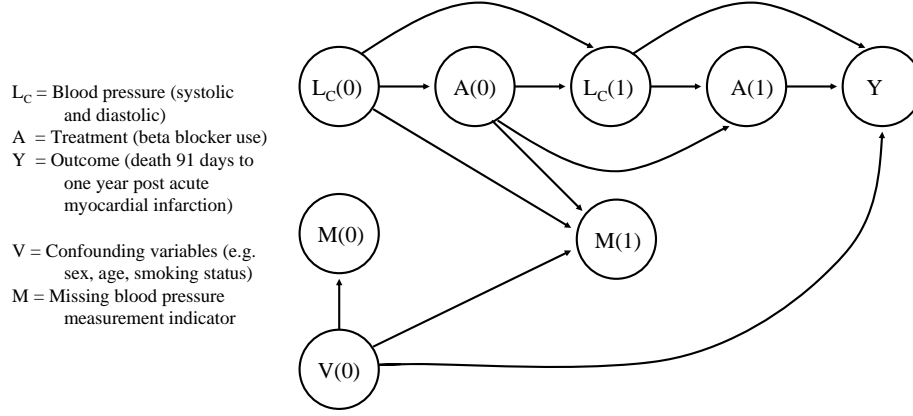 L_C = Blood pressure (systolic
and diastolic)
A = Treatment (beta blocker use)
Y = Outcome (death 91 days to
one year post acute
myocardial infarction)
V = Confounding variables (e.g.
sex, age, smoking status)
M = Missing blood pressure
measurement indicator
L_C(0)
A(0)
L_C(1)
A(1)
Y
M(0)
M(1)
V(0)